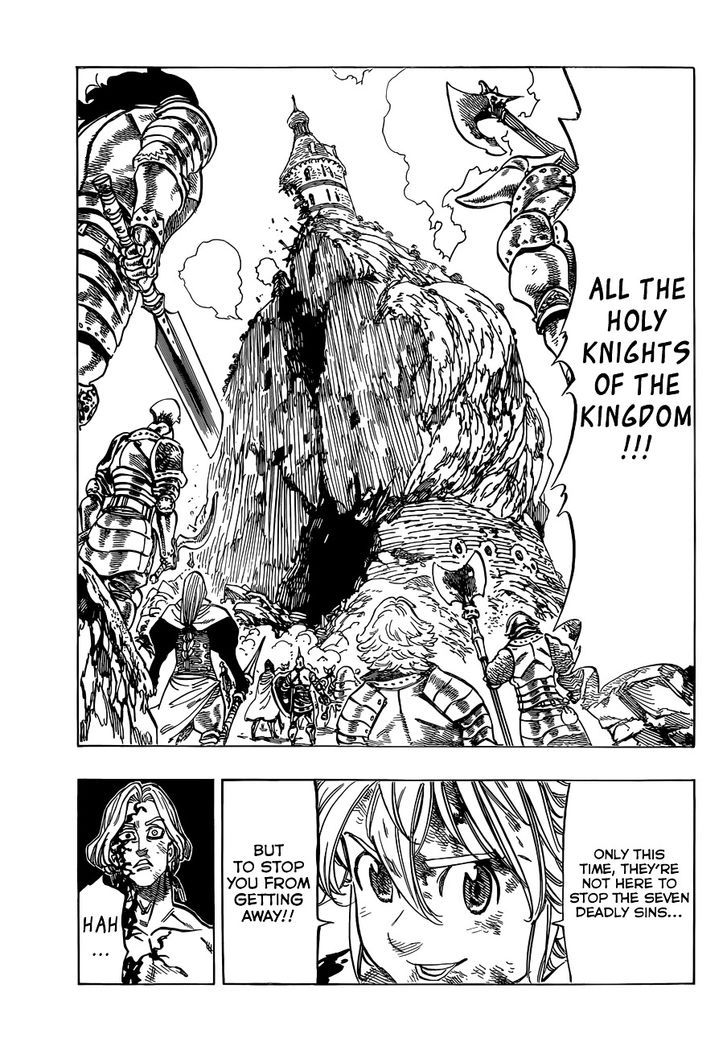 ALL THE
HOLY
KNIGHTS
OF THE
KINGDOM
!!!
ONLY THIS
TIME, THEY'RE
NOT HERE TO
STOP THE SEVEN
DEADLY SINS...
BUT
TO STOP
YOU FROM
GETTING
AWAY!!
HAH
...